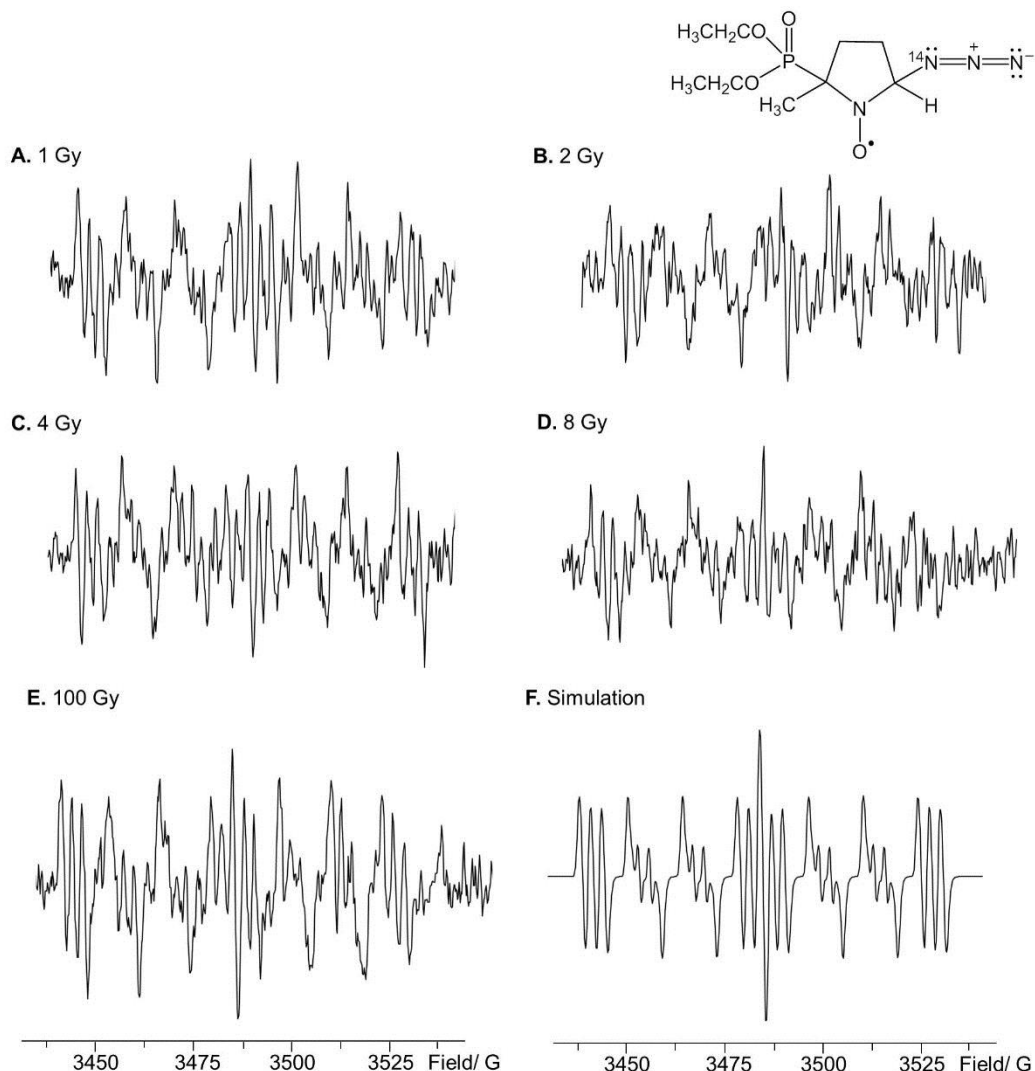 O
H₃CH₂CO
P
H₃CH₂CO
H₃C
N
O•
H
¹⁴N̈=N⁺=N̈⁻
A. 1 Gy
B. 2 Gy
C. 4 Gy
D. 8 Gy
E. 100 Gy
F. Simulation
3450 3475 3500 3525 Field/ G
3450 3475 3500 3525 Field/ G